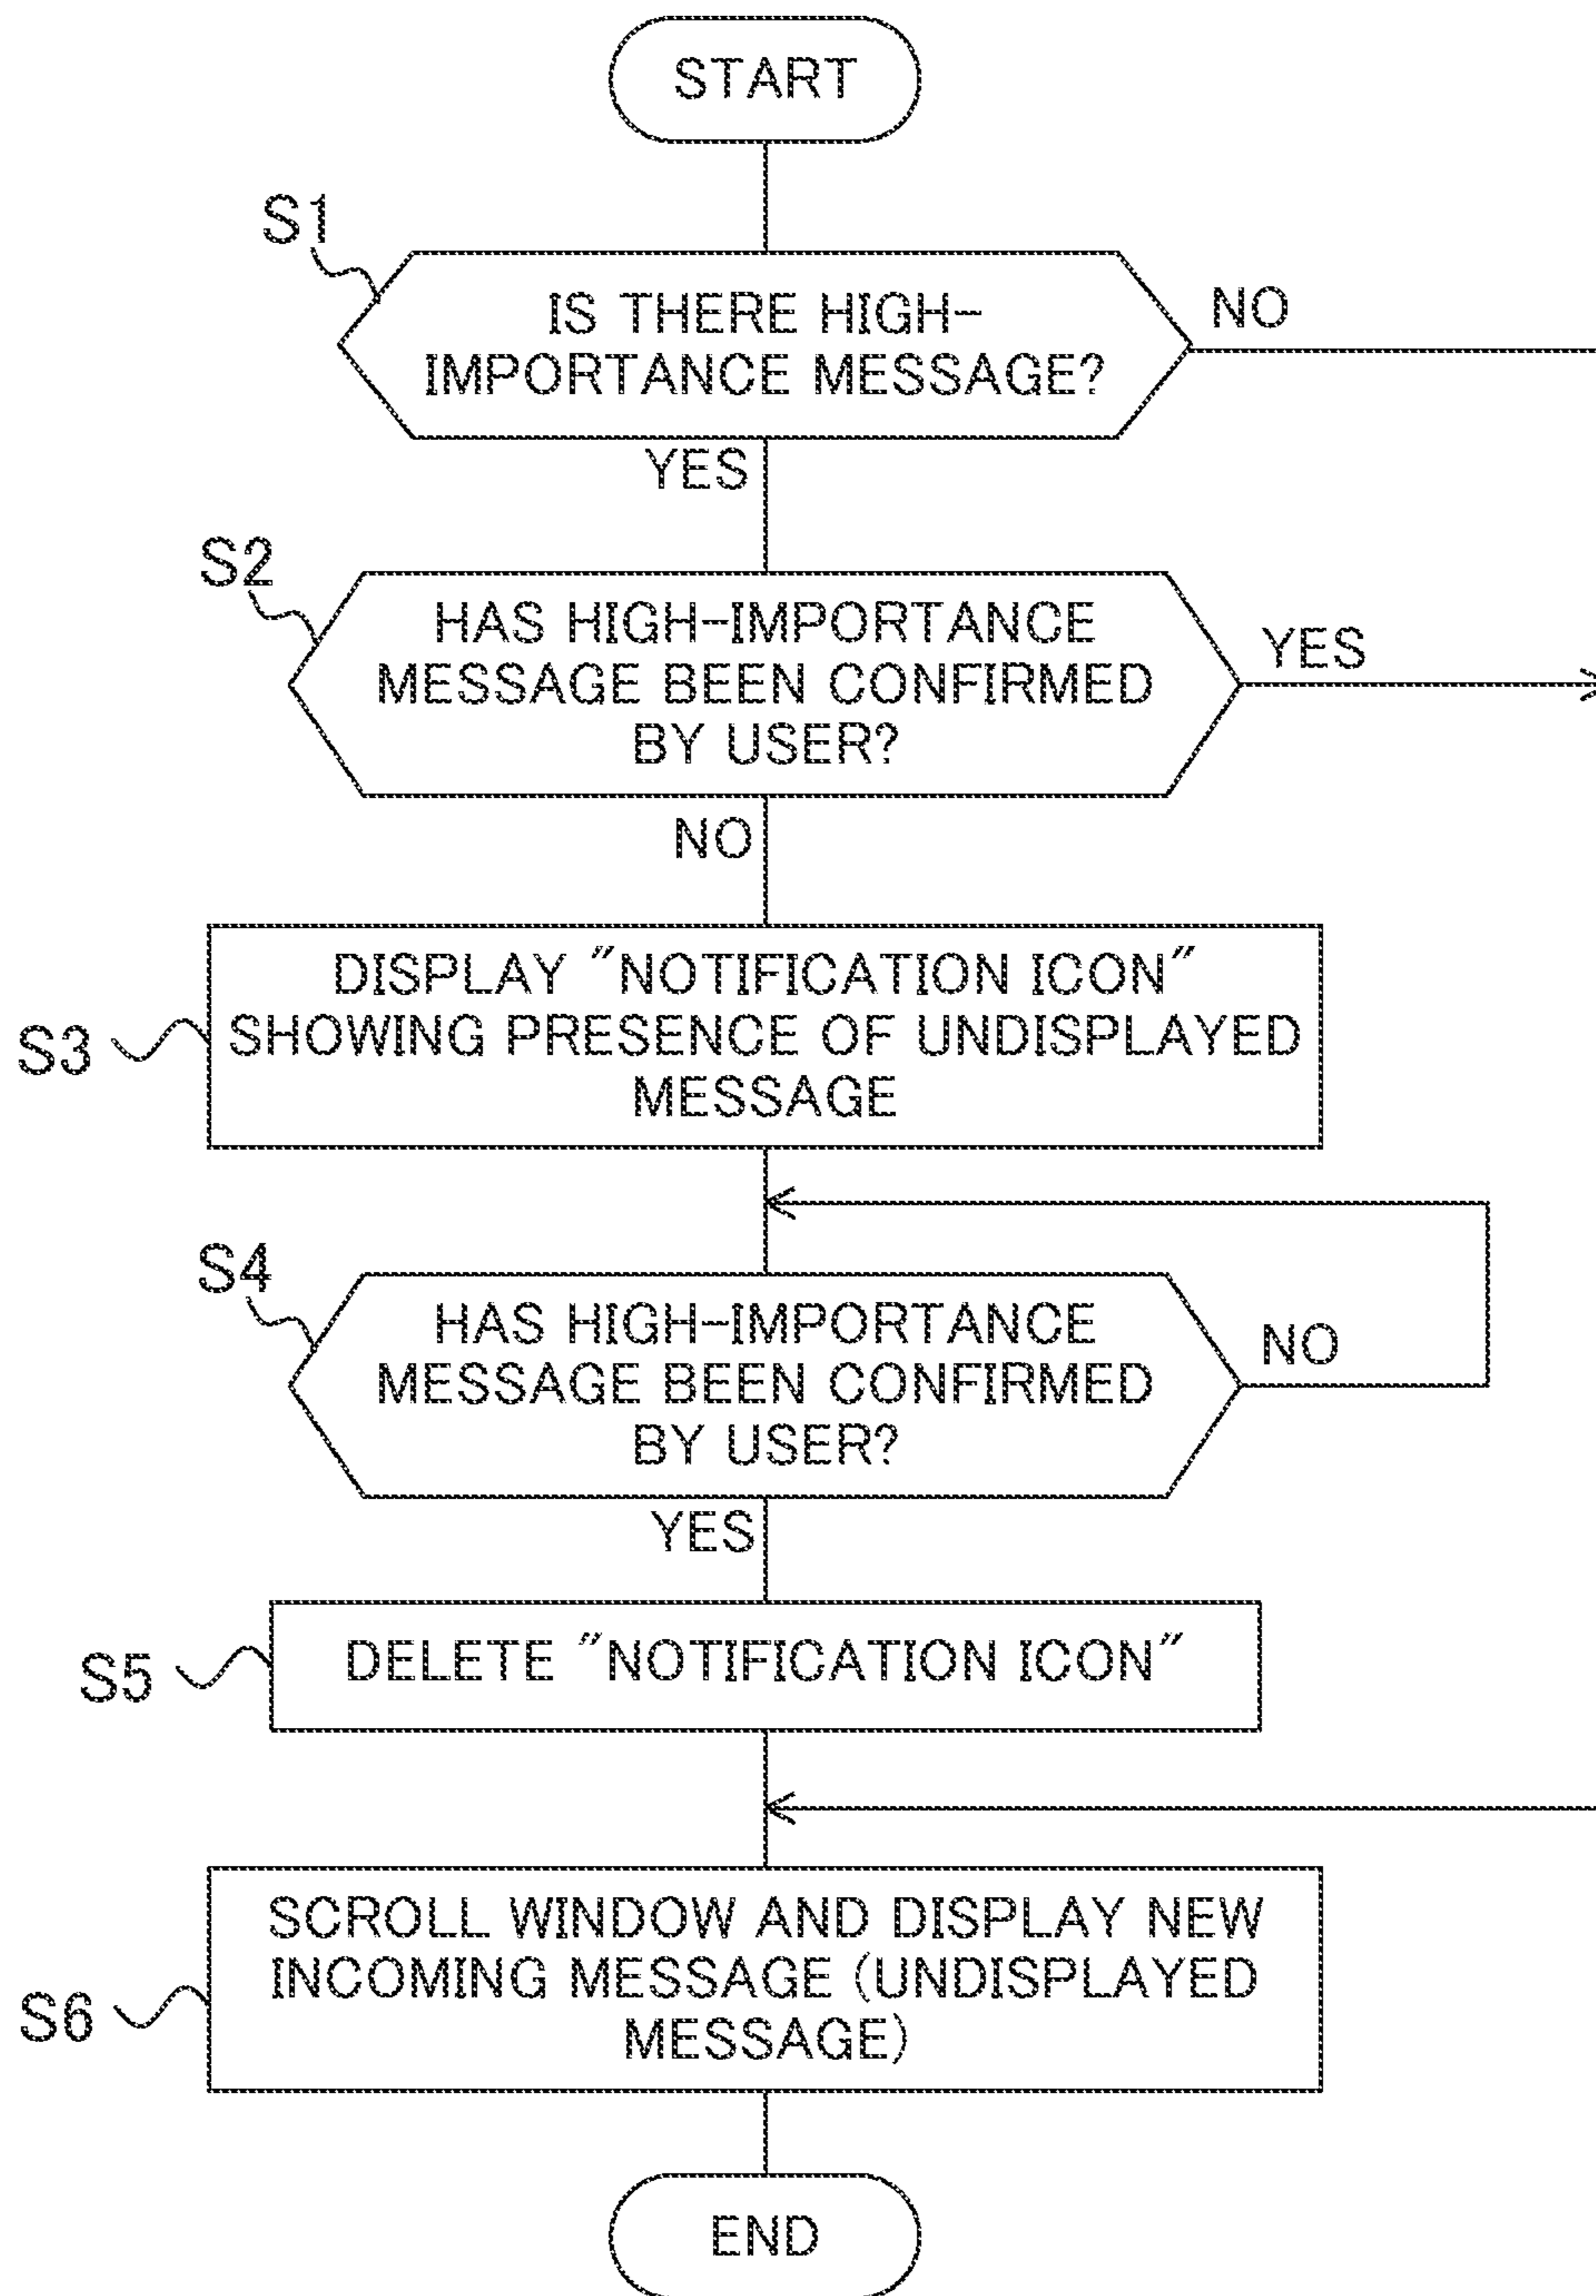 START
S1
IS THERE HIGH-
IMPORTANCE MESSAGE?
NO
YES
S2
HAS HIGH-IMPORTANCE
MESSAGE BEEN CONFIRMED
BY USER?
YES
NO
S3
DISPLAY "NOTIFICATION ICON"
SHOWING PRESENCE OF UNDISPLAYED
MESSAGE
S4
HAS HIGH-IMPORTANCE
MESSAGE BEEN CONFIRMED
BY USER?
NO
YES
S5
DELETE "NOTIFICATION ICON"
S6
SCROLL WINDOW AND DISPLAY NEW
INCOMING MESSAGE (UNDISPLAYED
MESSAGE)
END